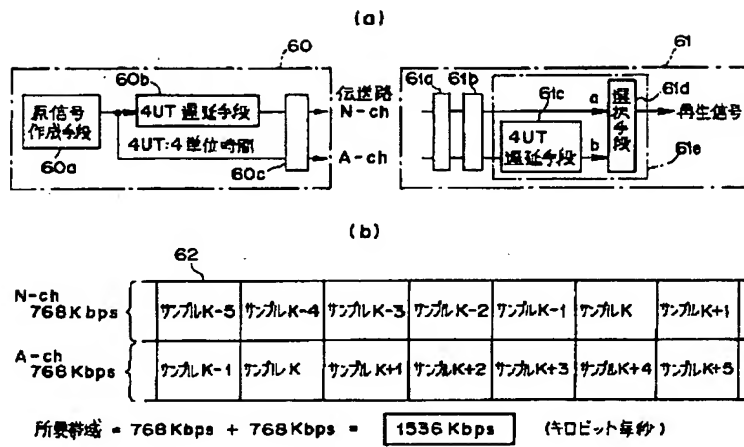 (a)
60
60b
原信号
作成手段
60a
4UT 遅延手段
4UT:4単位時間
60c
伝送路
N-ch
A-ch
61
61a
61b
61c
4UT
遅延手段
a
b
選択手段
61d
再生信号
61e
(b)
62
N-ch
768Kbps
サンプルK-5
サンプルK-4
サンプルK-3
サンプルK-2
サンプルK-1
サンプルK
サンプルK+1
A-ch
768Kbps
サンプルK-1
サンプルK
サンプルK+1
サンプルK+2
サンプルK+3
サンプルK+4
サンプルK+5
所要帯域 = 768Kbps + 768Kbps = 1536Kbps (キロビット毎秒)